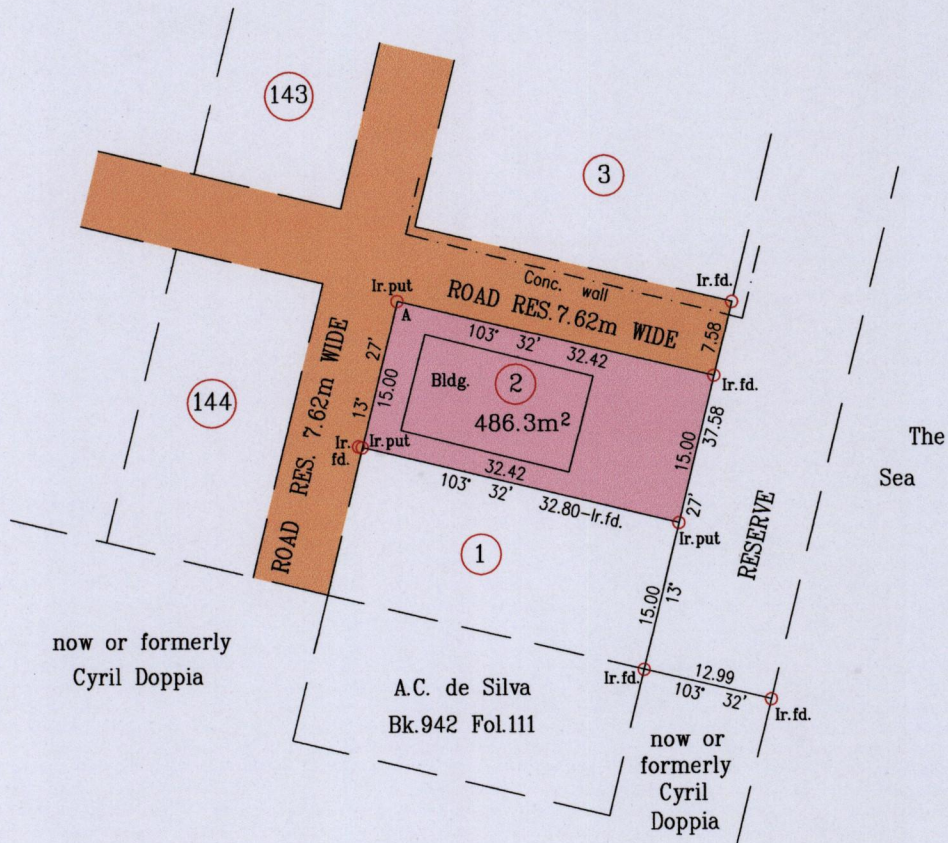 143
3
Conc. wall
Ir.fd.
Ir.put
ROAD RES.7.62m WIDE
A
103° 32' 32.42
7.58
27'
15.00
13'
Bldg.
2
486.3m²
Ir.fd.
37.58
15.00
27'
144
ROAD RES. 7.62m WIDE
Ir.
fd.
Ir.put
32.42
103° 32' 32.80-Ir.fd.
The
Sea
Ir.put
1
RESERVE
15.00
13'
now or formerly
Cyril Doppia
Ir.fd.
12.99
103° 32'
Ir.fd.
A.C. de Silva
Bk.942 Fol.111
now or
formerly
Cyril
Doppia